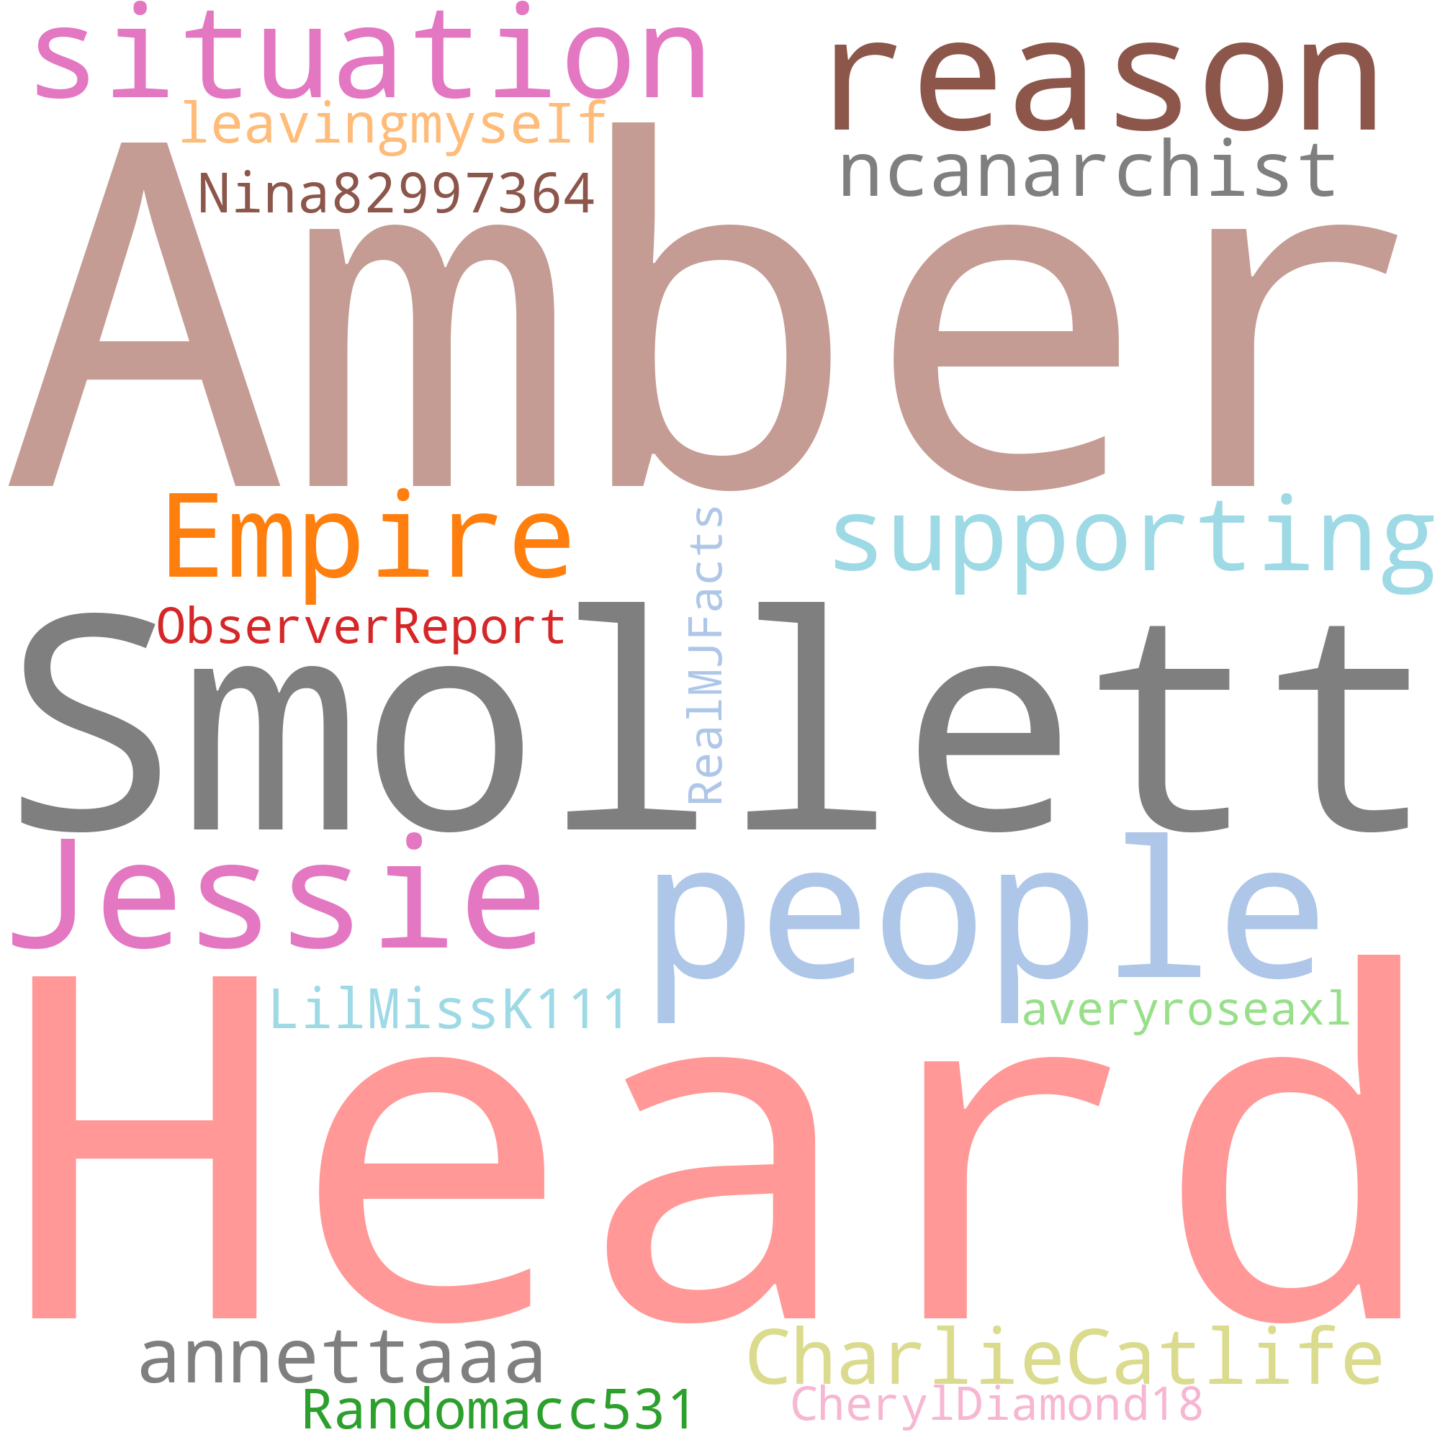 situation
reason
leavingmyseIf
ncanarchist
Nina82997364
Amber
Empire
supporting
RealMJFacts
ObserverReport
Smollett
Jessie
people
LilMissK111
averyroseaxl
Heard
annettaaa
CharlieCatlife
Randomacc531
CherylDiamond18